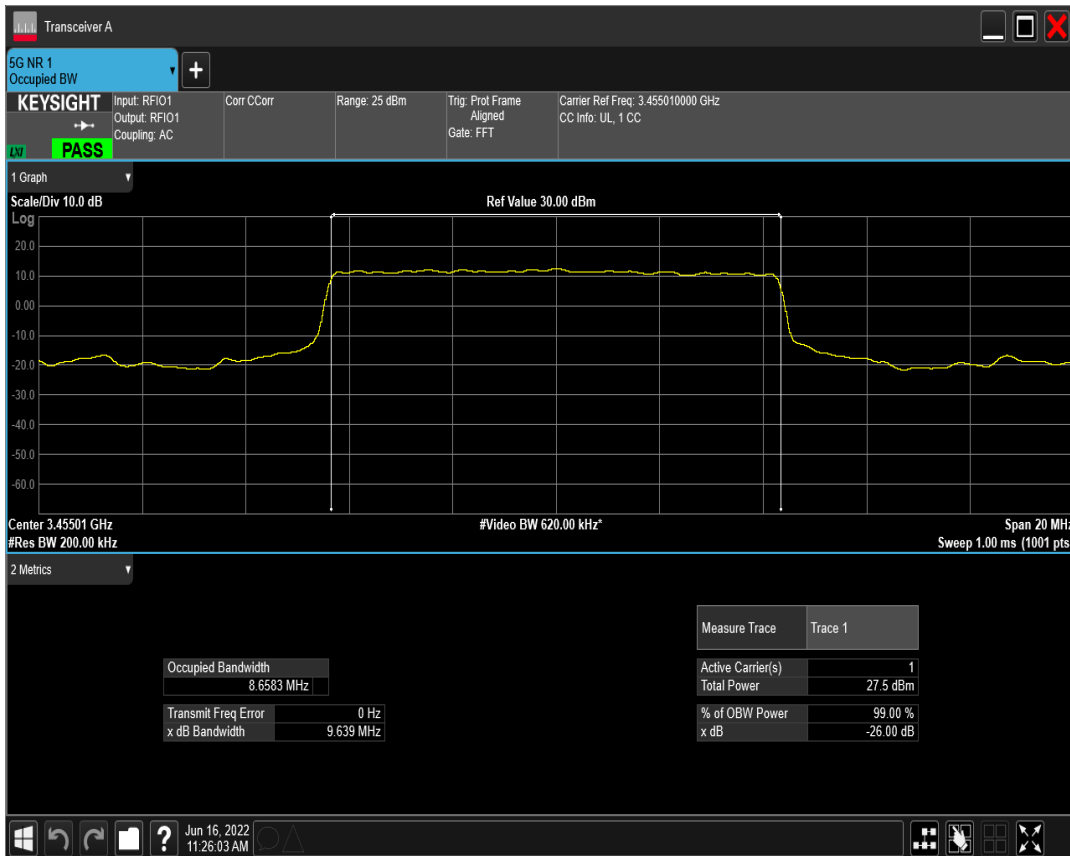 Transceiver A
5G NR 1
Occupied BW
+
KEYSIGHT
LXI
PASS
Input: RFIO1
Output: RFIO1
Coupling: AC
Corr CCorr
Range: 25 dBm
Trig: Prot Frame
Aligned
Gate: FFT
Carrier Ref Freq: 3.455010000 GHz
CC Info: UL, 1 CC
1 Graph
Scale/Div 10.0 dB
Ref Value 30.00 dBm
Log
20.0
10.0
0.00
-10.0
-20.0
-30.0
-40.0
-50.0
-60.0
Center 3.45501 GHz
#Video BW 620.00 kHz*
Span 20 MHz
#Res BW 200.00 kHz
Sweep 1.00 ms (1001 pts
2 Metrics
Measure Trace Trace 1
Occupied Bandwidth
8.6583 MHz
Active Carrier(s) 1
Total Power 27.5 dBm
Transmit Freq Error 0 Hz
x dB Bandwidth 9.639 MHz
% of OBW Power 99.00 %
x dB -26.00 dB
?
Jun 16, 2022
11:26:03 AM